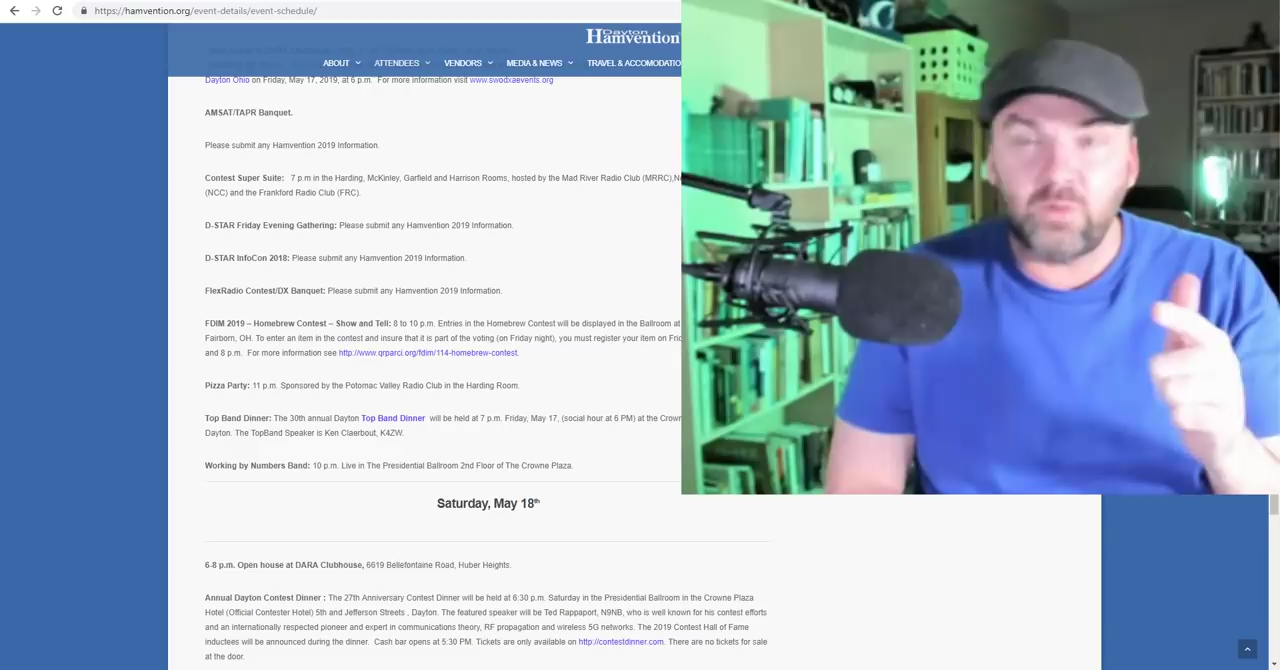 https://hamvention.org/event-details/event-schedule/
Dayton
Hamvention
ABOUT ATTENDEES VENDORS MEDIA & NEWS TRAVEL & ACCOMODATIO
Dayton Ohio on Friday, May 17, 2019, at 6 p.m. For more information visit www.swodxaevents.org
AMSAT/TAPR Banquet.
Please submit any Hamvention 2019 Information.
Contest Super Suite: 7 p.m in the Harding, McKinley, Garfield and Harrison Rooms, hosted by the Mad River Radio Club (MRRC),
(NCC) and the Frankford Radio Club (FRC).
D-STAR Friday Evening Gathering: Please submit any Hamvention 2019 Information.
D-STAR InfoCon 2018: Please submit any Hamvention 2019 Information.
FlexRadio Contest/DX Banquet: Please submit any Hamvention 2019 Information.
FDIM 2019 – Homebrew Contest – Show and Tell: 8 to 10 p.m. Entries in the Homebrew Contest will be displayed in the Ballroom at
Fairborn, OH. To enter an item in the contest and insure that it is part of the voting (on Friday night), you must register your item on Frid
and 8 p.m. For more information see http://www.qrparci.org/fdim/114-homebrew-contest.
Pizza Party: 11 p.m. Sponsored by the Potomac Valley Radio Club in the Harding Room.
Top Band Dinner: The 30th annual Dayton Top Band Dinner will be held at 7 p.m. Friday, May 17, (social hour at 6 PM) at the Crown
Dayton. The TopBand Speaker is Ken Claerbout, K4ZW.
Working by Numbers Band: 10 p.m. Live in The Presidential Ballroom 2nd Floor of The Crowne Plaza.
Saturday, May 18th
6-8 p.m. Open house at DARA Clubhouse, 6619 Bellefontaine Road, Huber Heights.
Annual Dayton Contest Dinner : The 27th Anniversary Contest Dinner will be held at 6:30 p.m. Saturday in the Presidential Ballroom in the Crowne Plaza
Hotel (Official Contester Hotel) 5th and Jefferson Streets , Dayton. The featured speaker will be Ted Rappaport, N9NB, who is well known for his contest efforts
and an internationally respected pioneer and expert in communications theory, RF propagation and wireless 5G networks. The 2019 Contest Hall of Fame
inductees will be announced during the dinner. Cash bar opens at 5:30 PM. Tickets are only available on http://contestdinner.com. There are no tickets for sale
at the door.